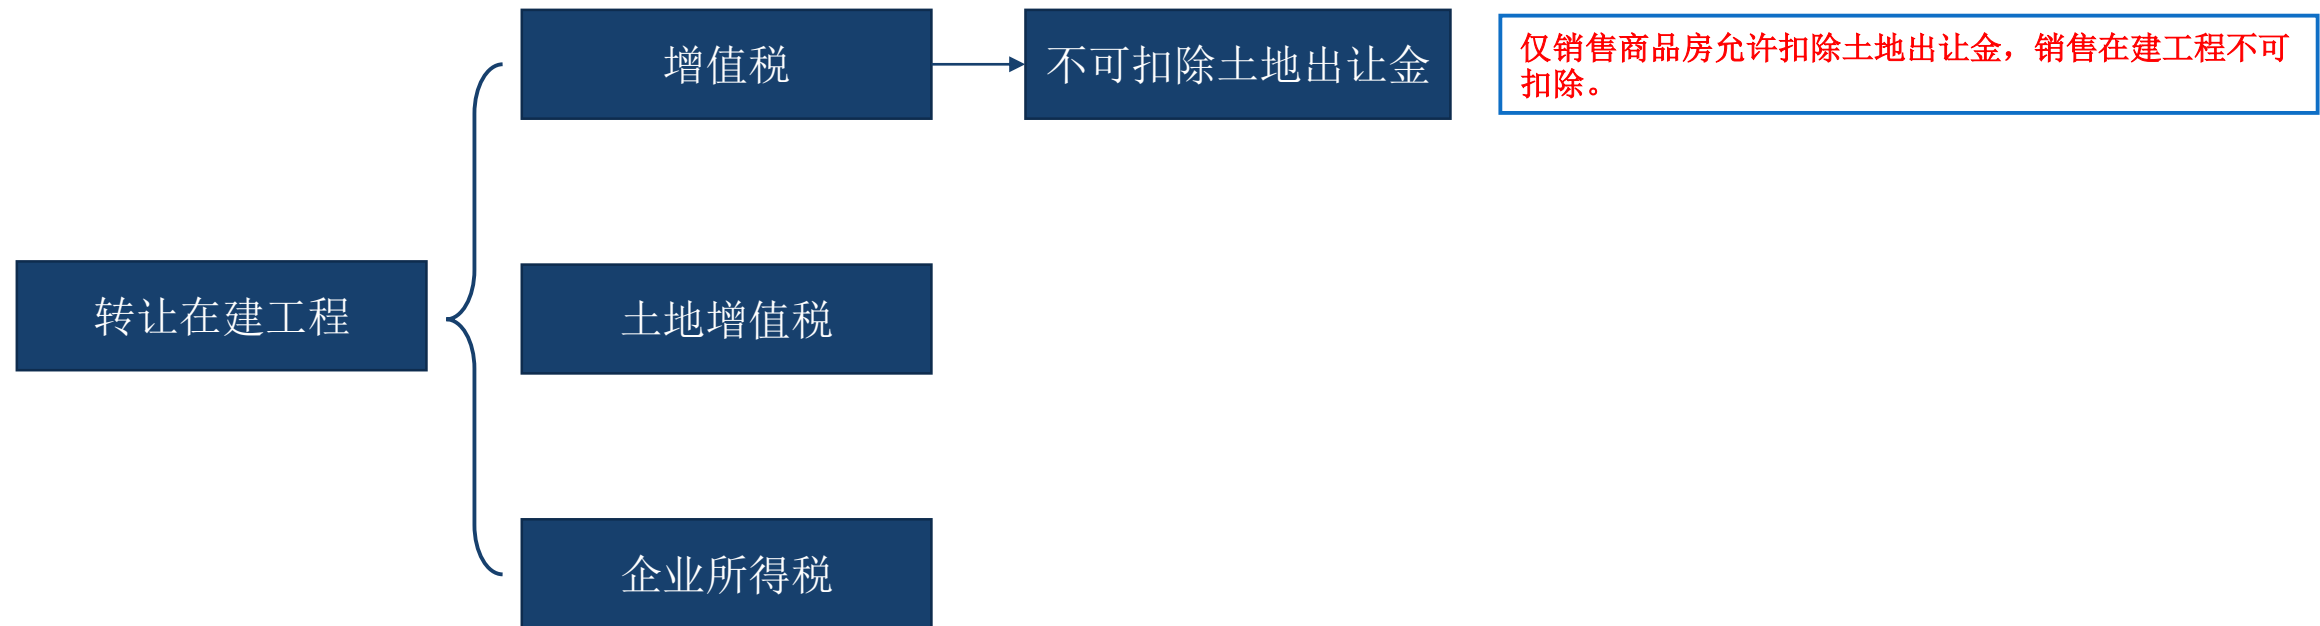 增值税
不可扣除土地出让金
仅销售商品房允许扣除土地出让金，销售在建工程不可
扣除。
转让在建工程
土地增值税
企业所得税